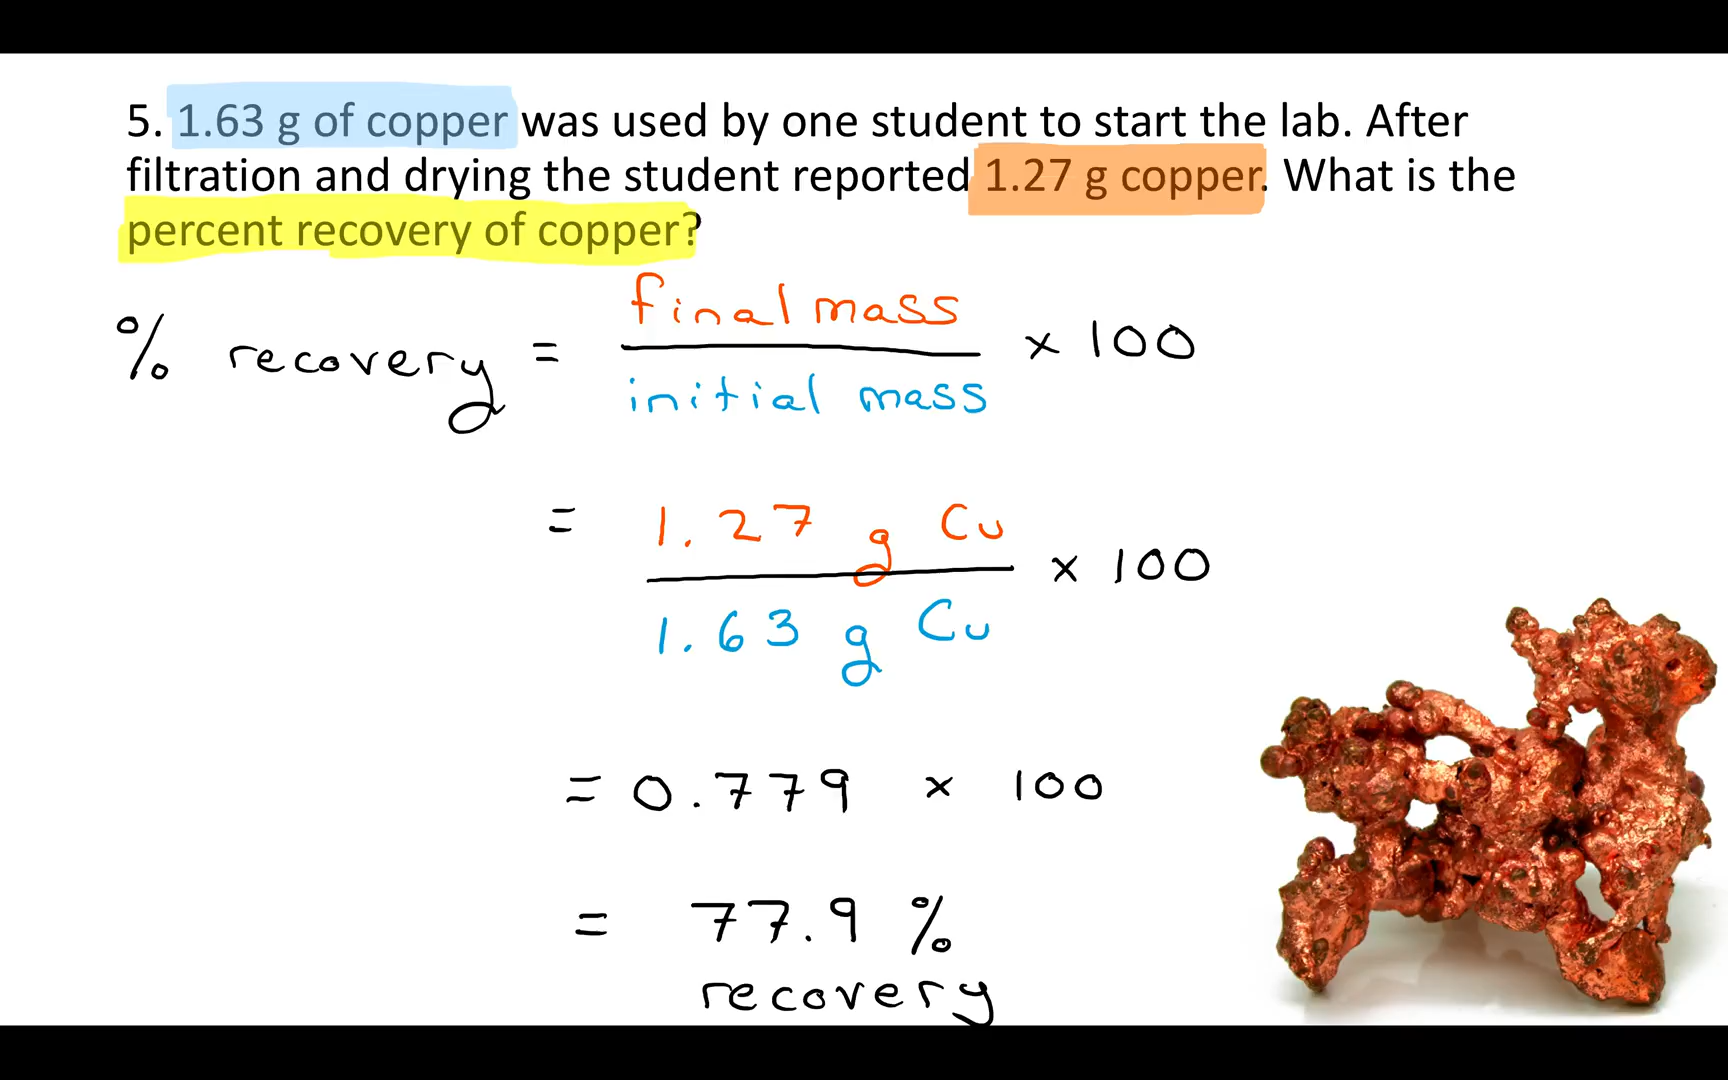 5. 1.63 g of copper was used by one student to start the lab. After
filtration and drying the student reported 1.27 g copper. What is the
percent recovery of copper?
% recovery = final mass / initial mass × 100
= 1.27 g Cu / 1.63 g Cu × 100
= 0.779 × 100
= 77.9 %
recovery